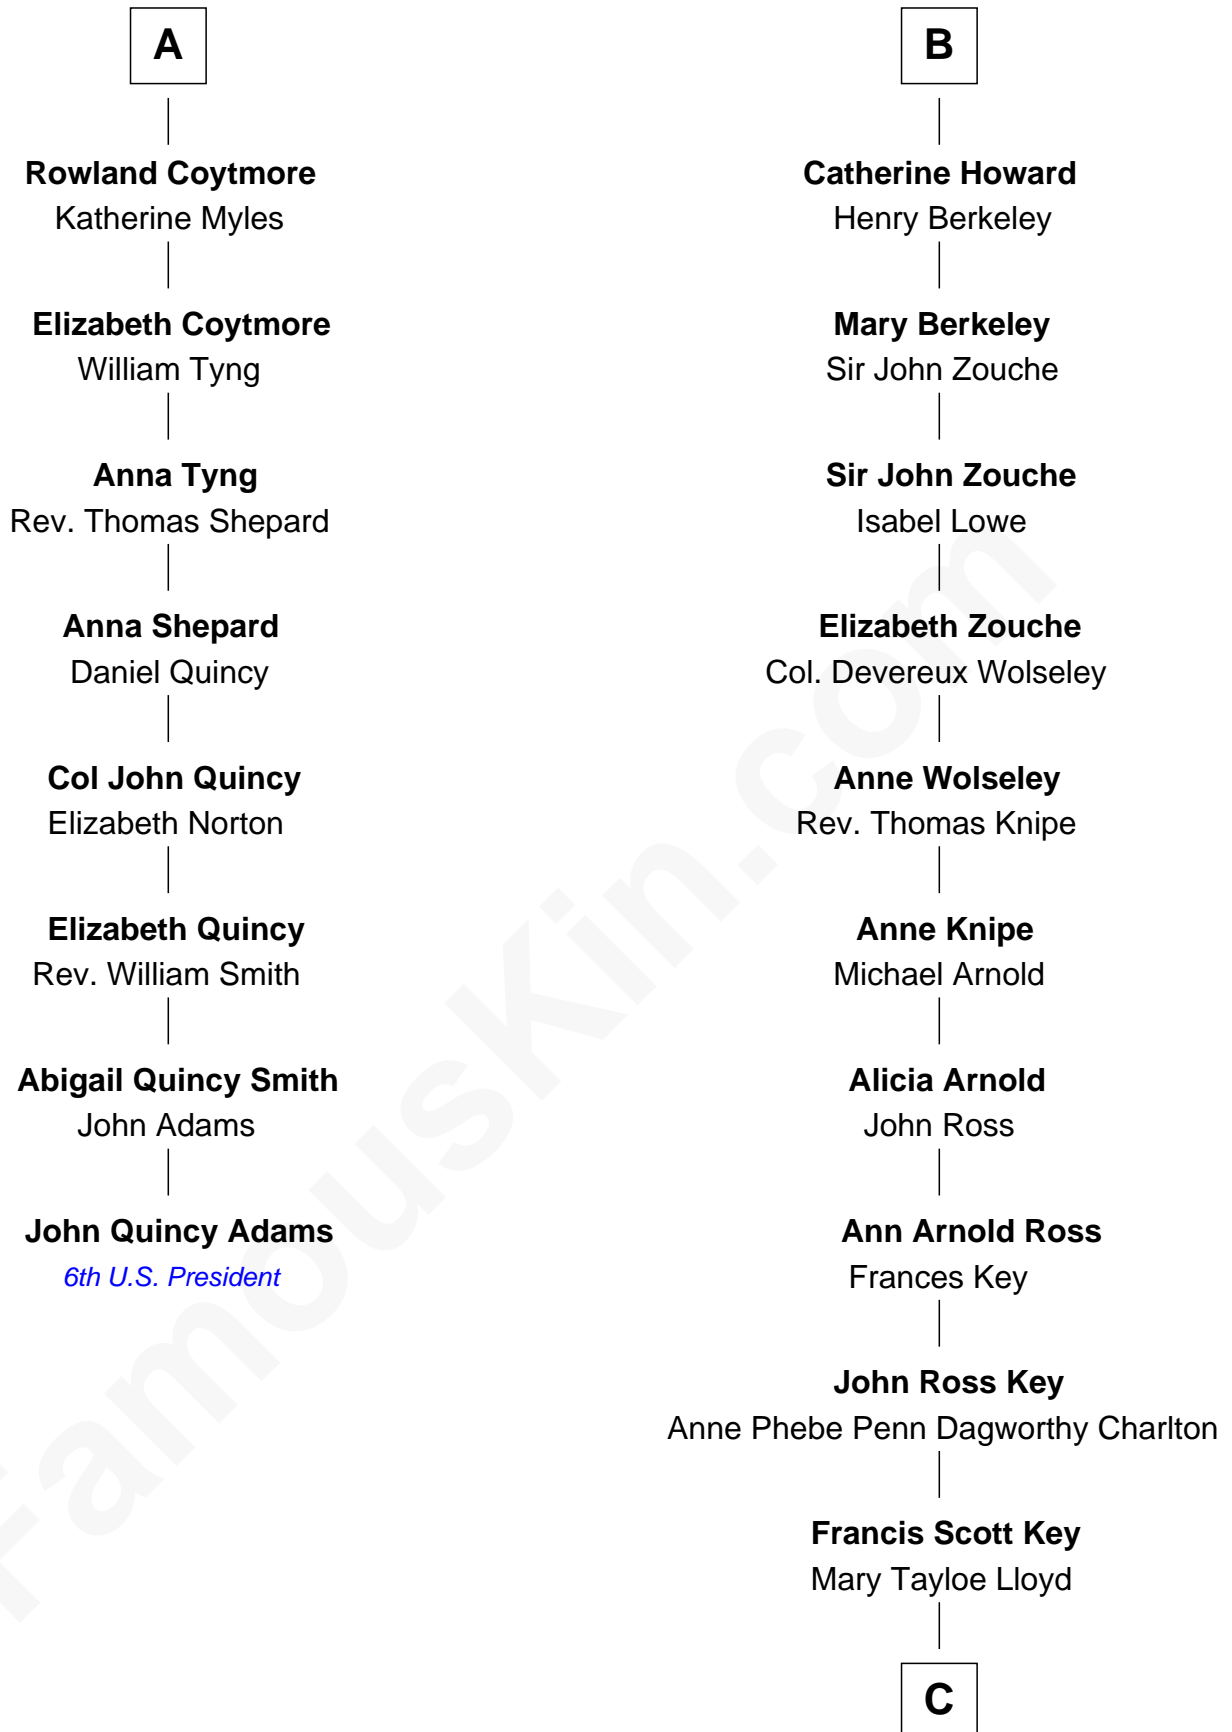 A
Rowland Coytmore
Katherine Myles
Elizabeth Coytmore
William Tyng
Anna Tyng
Rev. Thomas Shepard
Anna Shepard
Daniel Quincy
Col John Quincy
Elizabeth Norton
Elizabeth Quincy
Rev. William Smith
Abigail Quincy Smith
John Adams
John Quincy Adams
6th U.S. President
B
Catherine Howard
Henry Berkeley
Mary Berkeley
Sir John Zouche
Sir John Zouche
Isabel Lowe
Elizabeth Zouche
Col. Devereux Wolseley
Anne Wolseley
Rev. Thomas Knipe
Anne Knipe
Michael Arnold
Alicia Arnold
John Ross
Ann Arnold Ross
Frances Key
John Ross Key
Anne Phebe Penn Dagworthy Charlton
Francis Scott Key
Mary Tayloe Lloyd
C
FamousKin.com